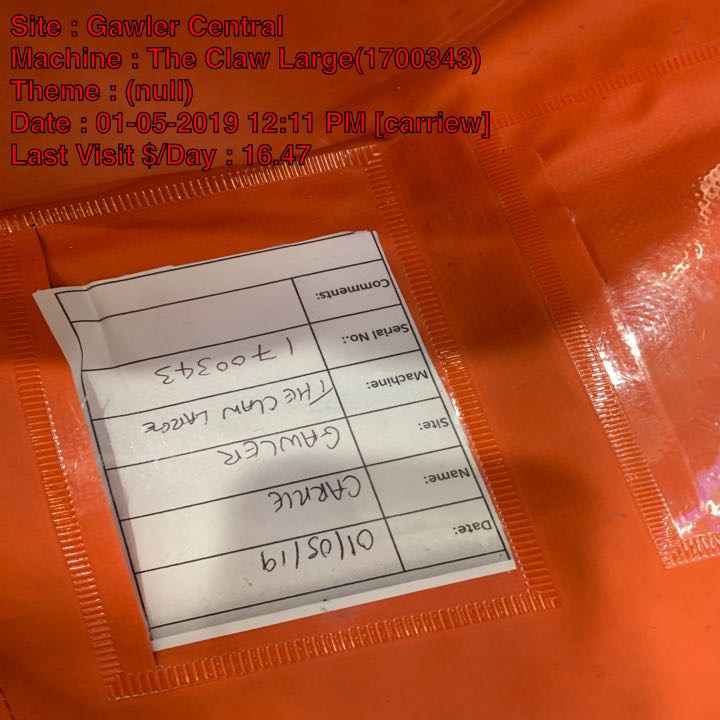 Site : Gawler Central
Machine : The Claw Large(1700343)
Theme : (null)
Date : 01-05-2019 12:11 PM [carriew]
Last Visit $/Day : 16.47
Date: 01/05/19
Name: CARRIE
Site: GAWLER
Machine: THE CLAW LARGE
Serial No.: 1700343
Comments: